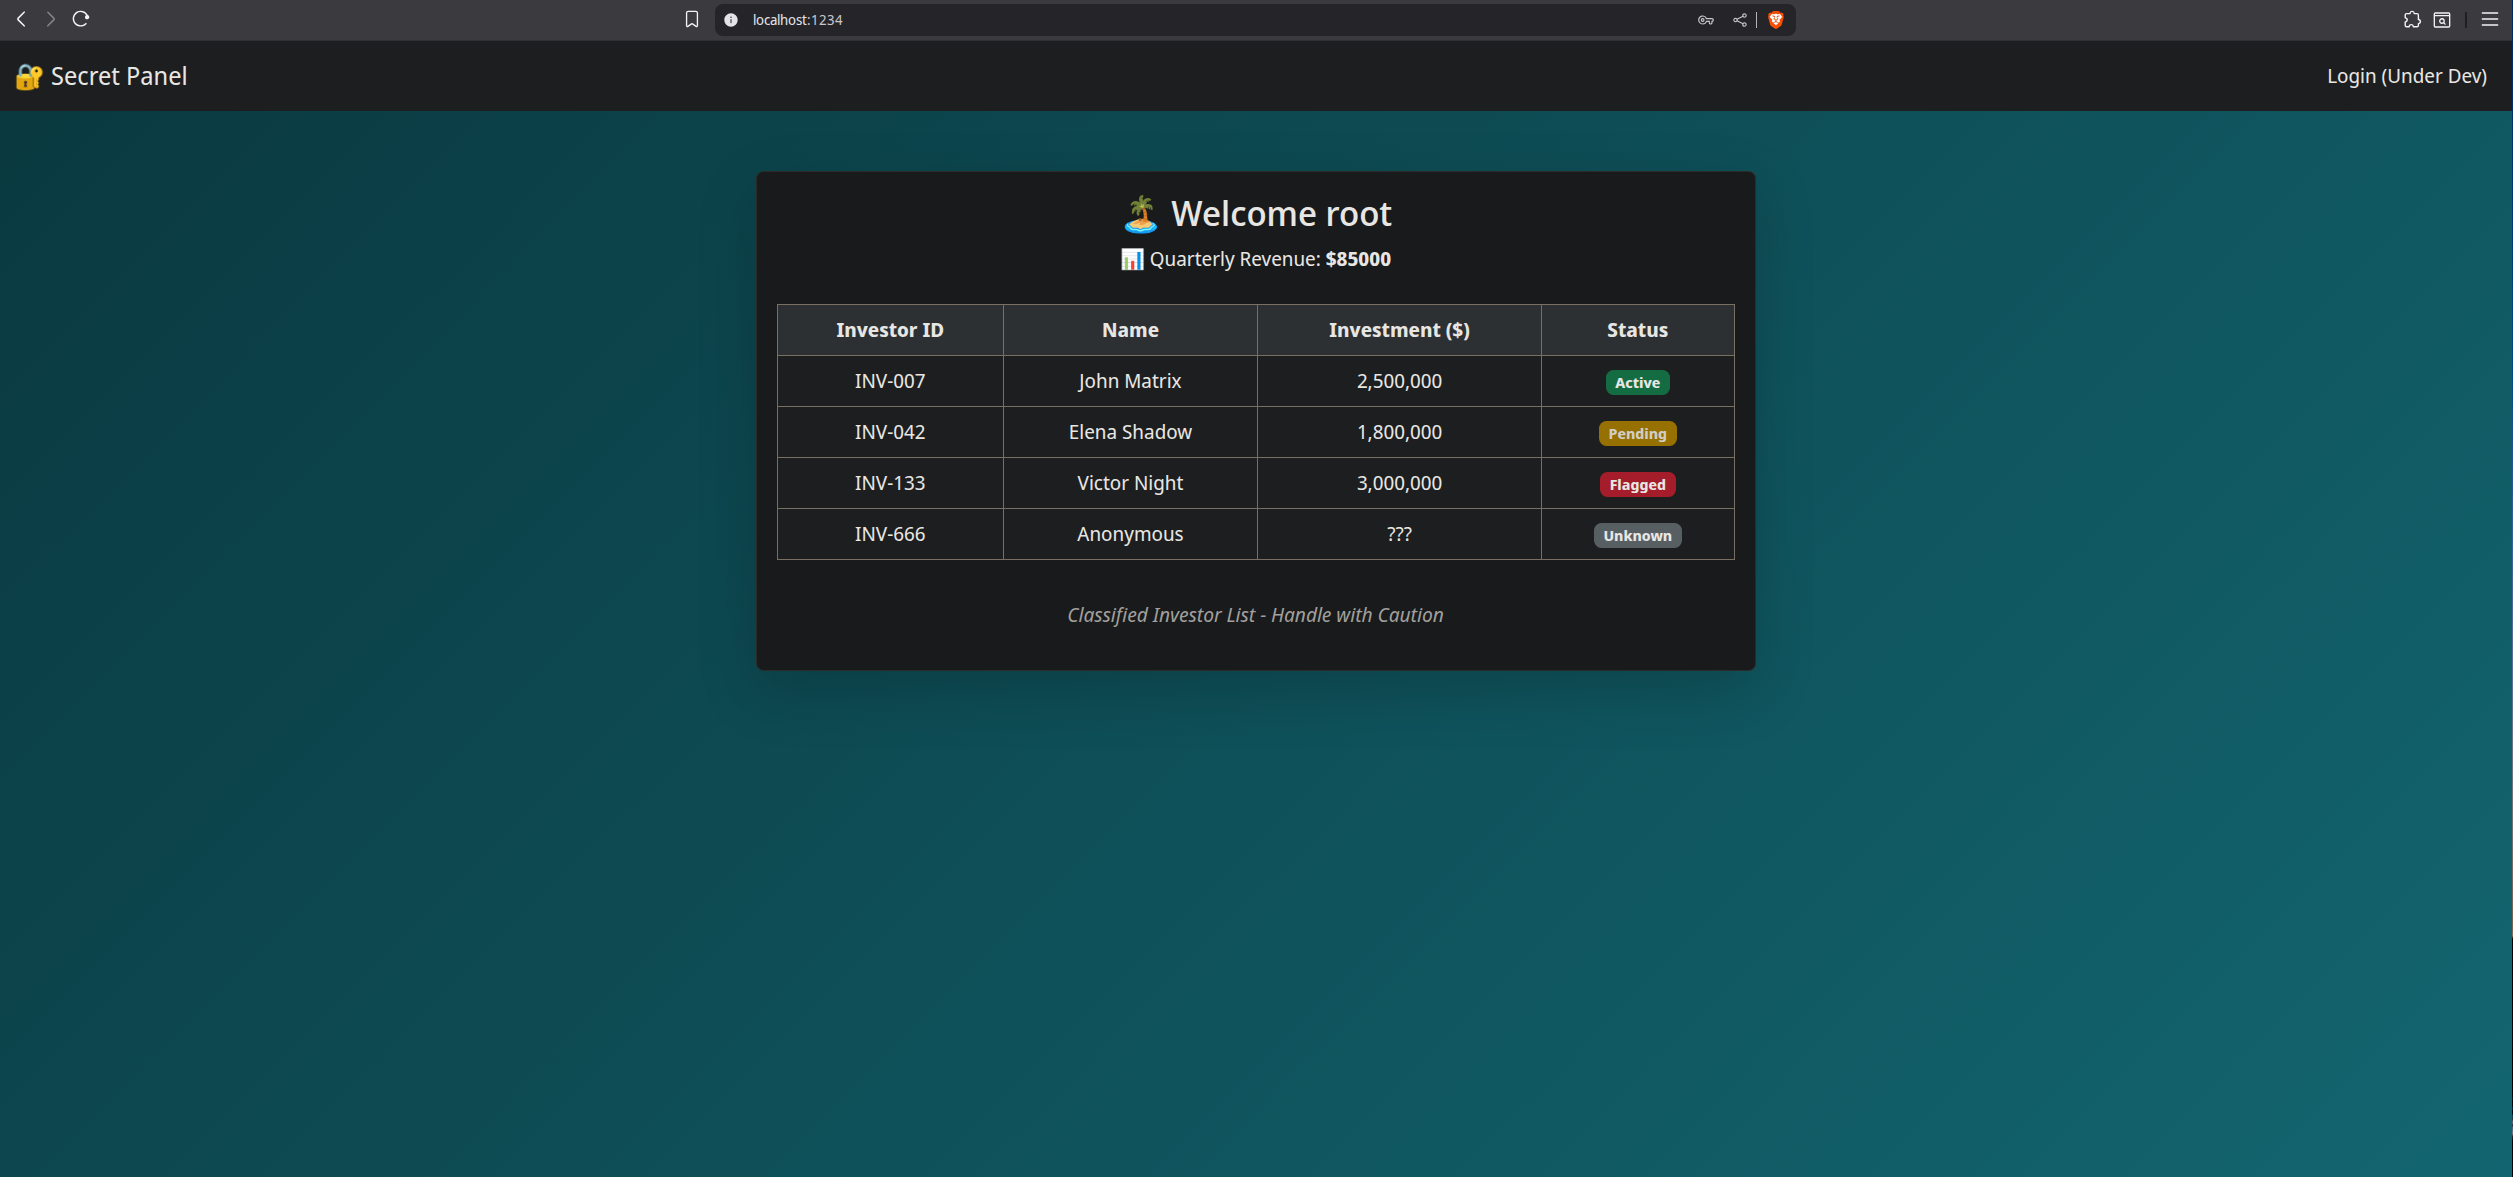 localhost:1234
🔐 Secret Panel
Login (Under Dev)
🏝️ Welcome root
📊 Quarterly Revenue: $85000
Investor ID Name Investment ($) Status
INV-007 John Matrix 2,500,000 Active
INV-042 Elena Shadow 1,800,000 Pending
INV-133 Victor Night 3,000,000 Flagged
INV-666 Anonymous ??? Unknown
Classified Investor List - Handle with Caution